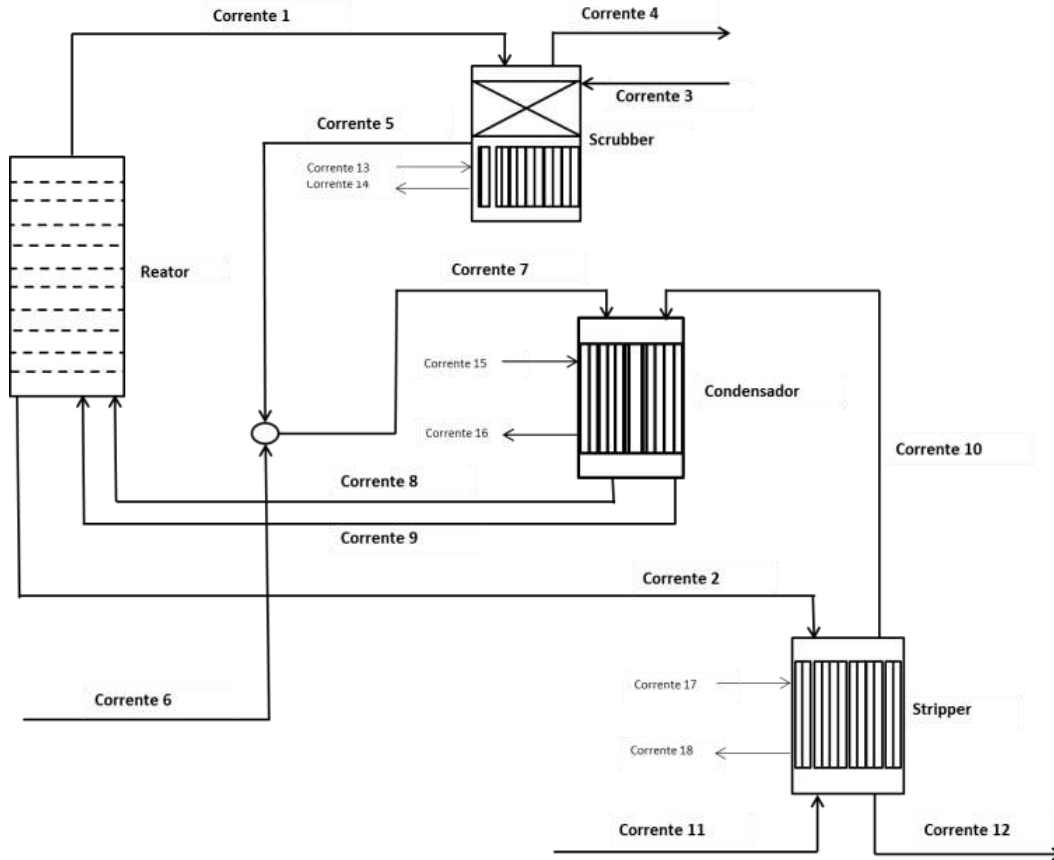 Corrente 1
Corrente 4
Corrente 3
Corrente 5
Scrubber
Corrente 13
Corrente 14
Corrente 7
Reator
Corrente 15
Condensador
Corrente 16
Corrente 10
Corrente 8
Corrente 9
Corrente 2
Corrente 17
Corrente 6
Stripper
Corrente 18
Corrente 11
Corrente 12